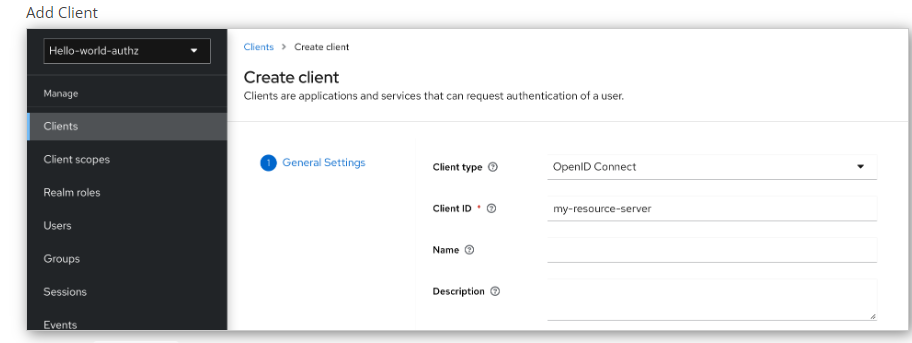 Add Client
Hello-world-authz
Clients > Create client
Create client
Clients are applications and services that can request authentication of a user.
Manage
Clients
Client scopes
Realm roles
Users
Groups
Sessions
Events
1 General Settings
Client type
OpenID Connect
Client ID *
my-resource-server
Name
Description